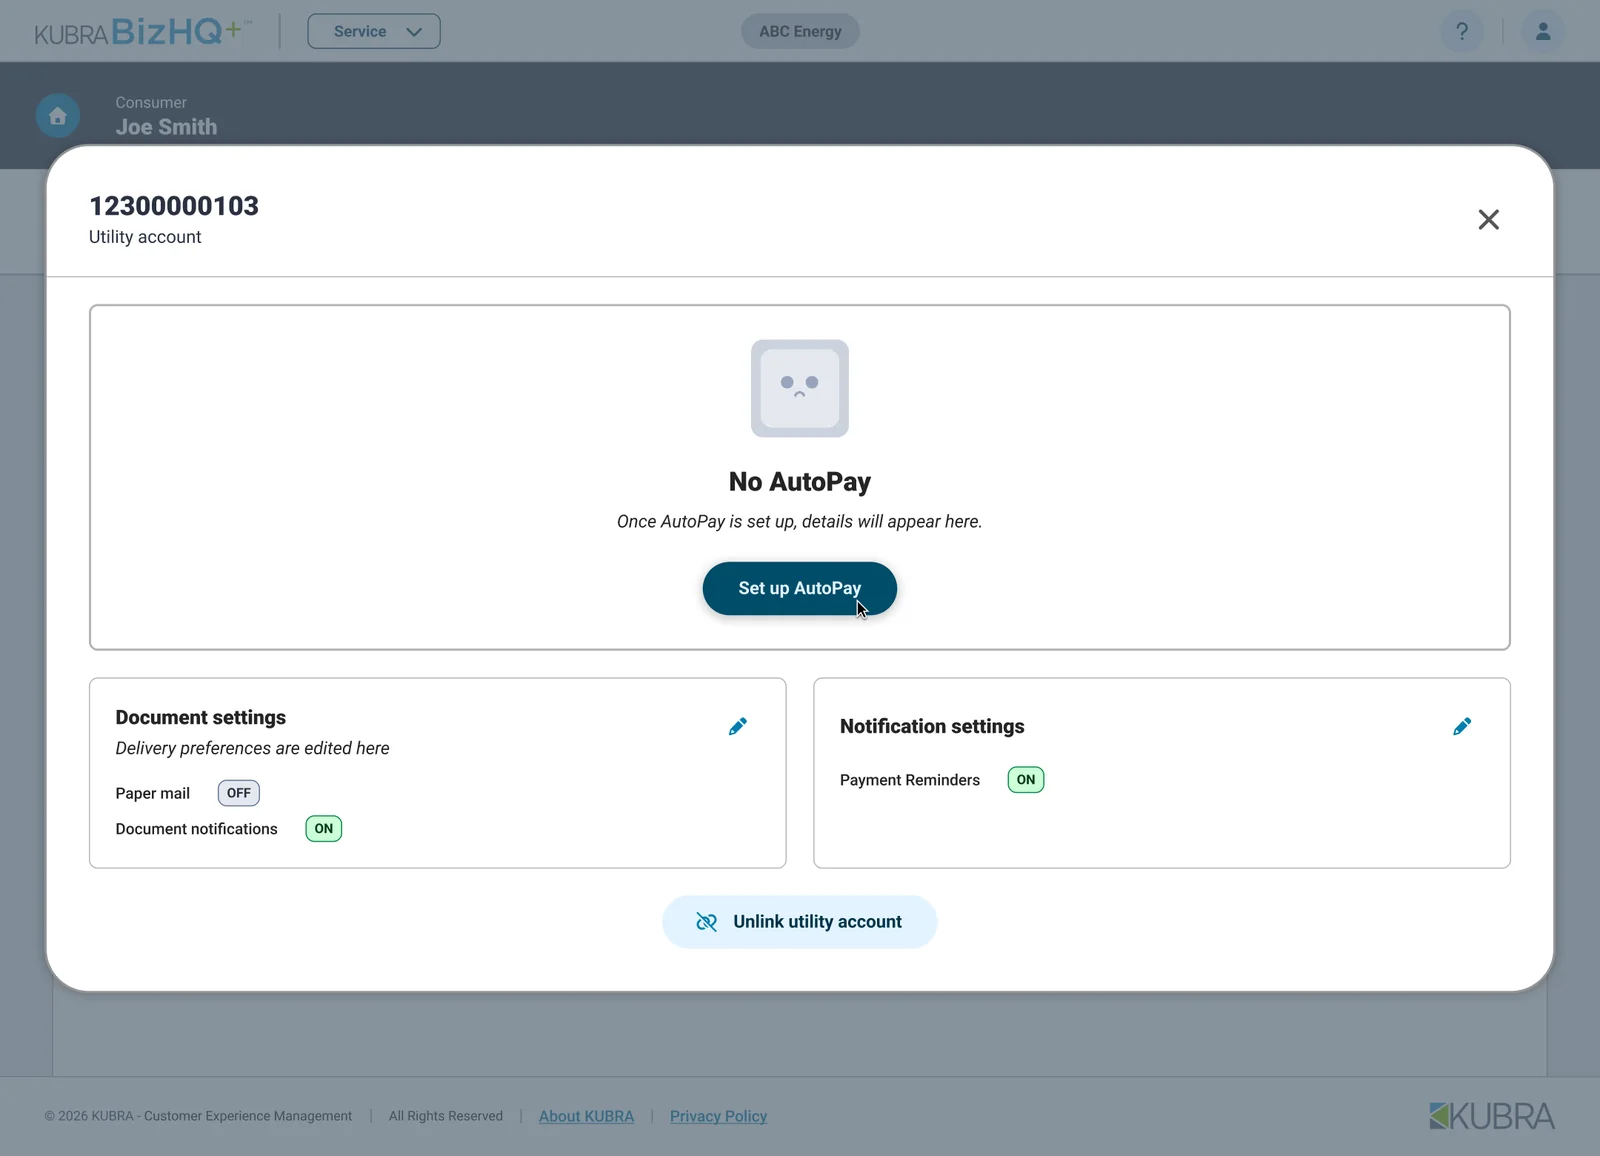 KUBRA BizHQ+™
Service
ABC Energy
?
Consumer
Joe Smith
12300000103
Utility account
No AutoPay
Once AutoPay is set up, details will appear here.
Set up AutoPay
Document settings
Delivery preferences are edited here
Paper mail OFF
Document notifications ON
Notification settings
Payment Reminders ON
Unlink utility account
© 2026 KUBRA - Customer Experience Management | All Rights Reserved | About KUBRA | Privacy Policy
KUBRA